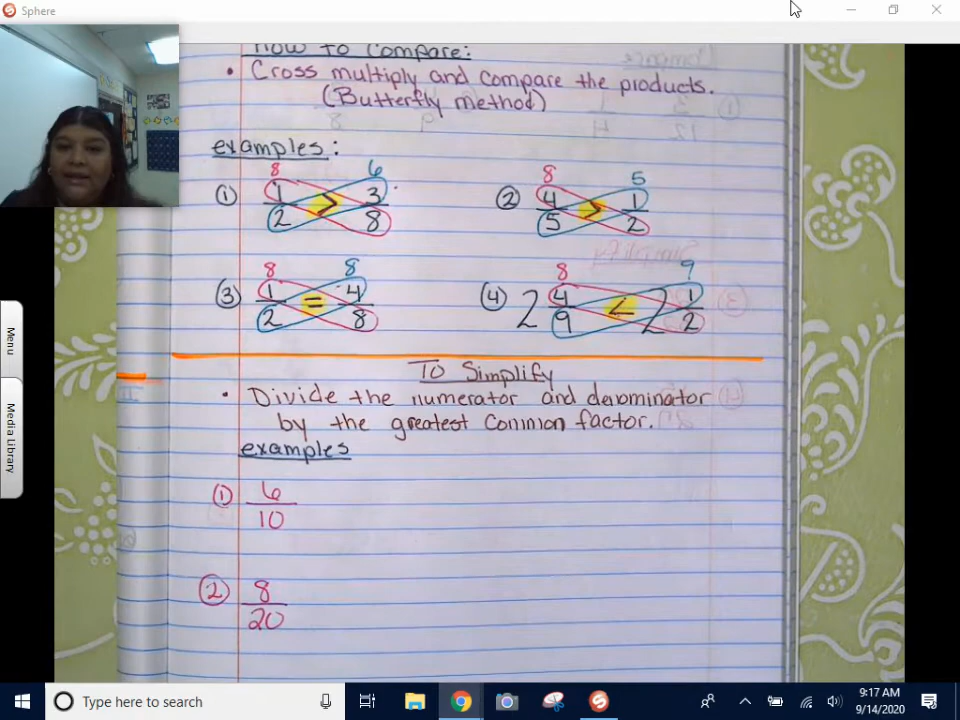 Sphere
How To Compare:
• Cross multiply and compare the products.
(Butterfly method)
examples:
8 6
① 1/2 > 3/8
8 5
② 4/5 > 1/2
8 8
③ 1/2 = 4/8
8 9
④ 2 4/9 < 2 1/2
To Simplify
• Divide the numerator and denominator
by the greatest common factor.
examples
① 6/10
② 8/20
Menu
Media Library
Type here to search
9:17 AM
9/14/2020